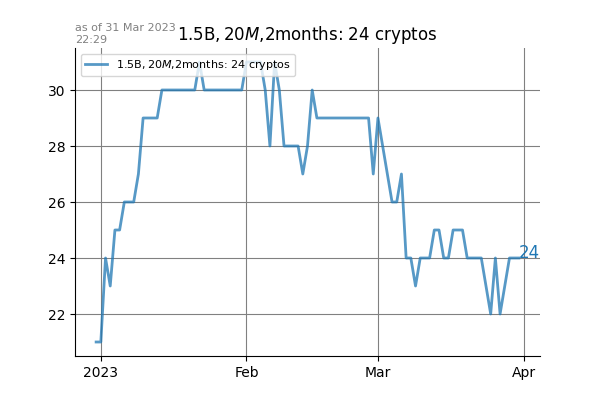 as of 31 Mar 2023
22:29
1.5B, 20M,2months: 24 cryptos
1.5B, 20M,2months: 24 cryptos
30
28
26
24
22
24
2023
Feb
Mar
Apr